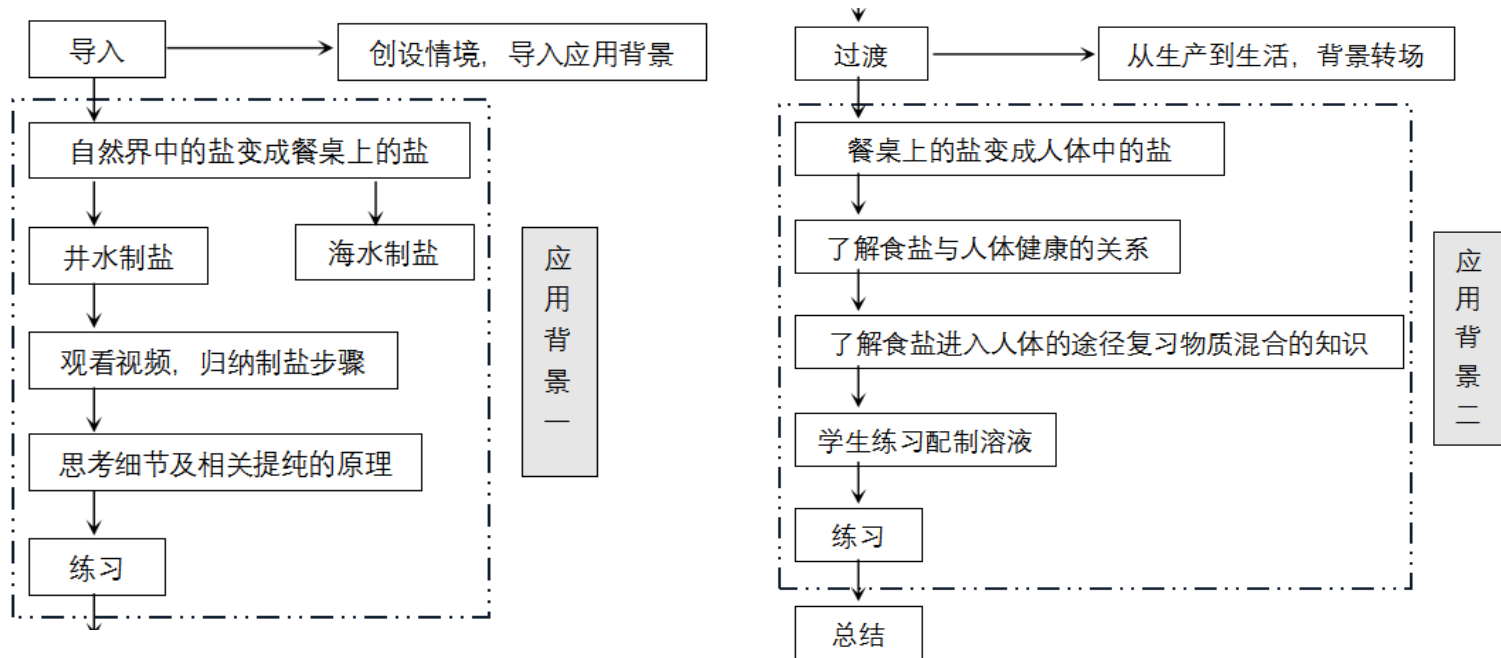 导入
创设情境，导入应用背景
自然界中的盐变成餐桌上的盐
井水制盐
海水制盐
观看视频，归纳制盐步骤
思考细节及相关提纯的原理
练习
应
用
背
景
一
过渡
从生产到生活，背景转场
餐桌上的盐变成人体中的盐
了解食盐与人体健康的关系
了解食盐进入人体的途径复习物质混合的知识
学生练习配制溶液
练习
总结
应
用
背
景
二